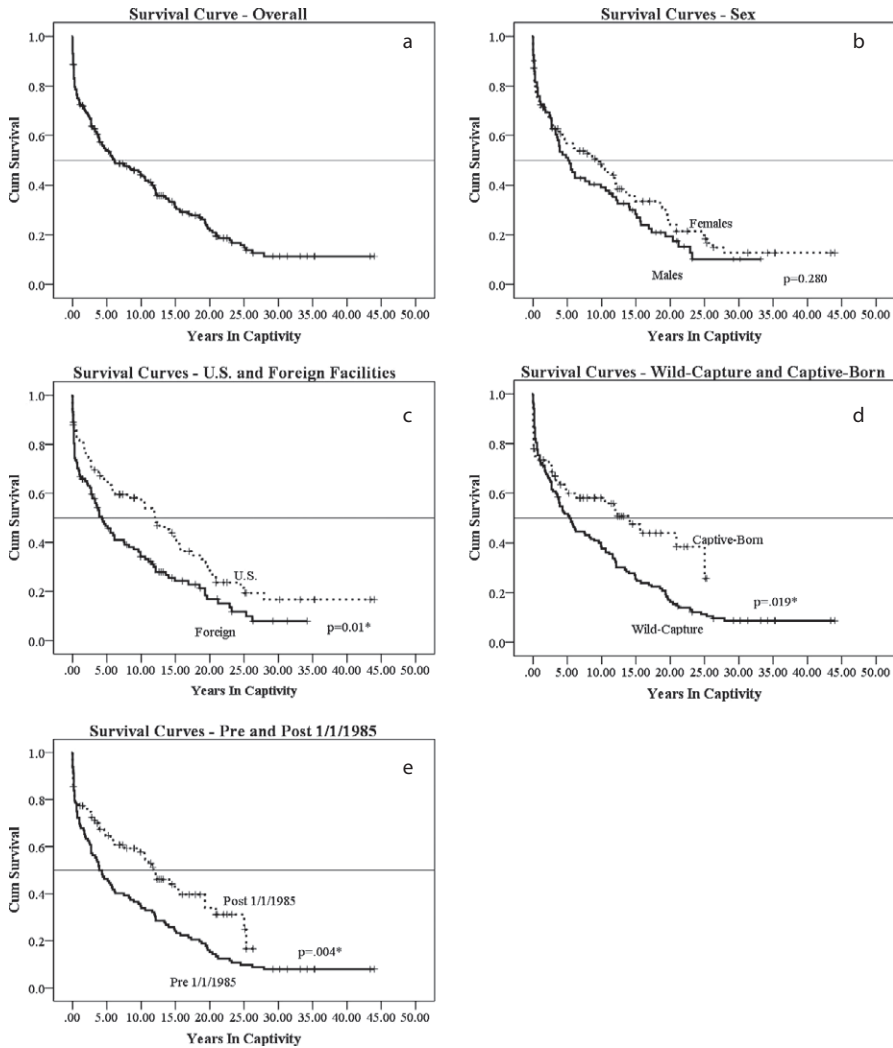 Survival Curve - Overall
a
Cum Survival
1.0
0.8
0.6
0.4
0.2
0.0
.00 5.00 10.00 15.00 20.00 25.00 30.00 35.00 40.00 45.00 50.00
Years In Captivity
Survival Curves - Sex
b
Cum Survival
1.0
0.8
0.6
0.4
0.2
0.0
Females
Males
p=0.280
.00 5.00 10.00 15.00 20.00 25.00 30.00 35.00 40.00 45.00 50.00
Years In Captivity
Survival Curves - U.S. and Foreign Facilities
c
Cum Survival
1.0
0.8
0.6
0.4
0.2
0.0
U.S.
Foreign
p=0.01*
.00 5.00 10.00 15.00 20.00 25.00 30.00 35.00 40.00 45.00 50.00
Years In Captivity
Survival Curves - Wild-Capture and Captive-Born
d
Cum Survival
1.0
0.8
0.6
0.4
0.2
0.0
Captive-Born
p=.019*
Wild-Capture
.00 5.00 10.00 15.00 20.00 25.00 30.00 35.00 40.00 45.00 50.00
Years In Captivity
Survival Curves - Pre and Post 1/1/1985
e
Cum Survival
1.0
0.8
0.6
0.4
0.2
0.0
Post 1/1/1985
p=.004*
Pre 1/1/1985
.00 5.00 10.00 15.00 20.00 25.00 30.00 35.00 40.00 45.00 50.00
Years In Captivity